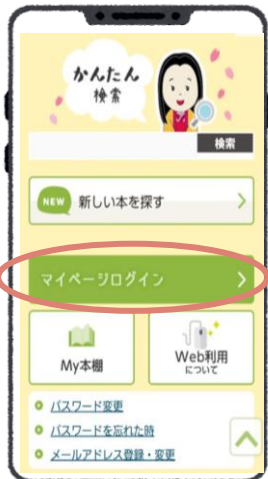 かんたん
検索
検索
NEW 新しい本を探す
マイページログイン
My本棚
Web利用
について
パスワード変更
パスワードを忘れた時
メールアドレス登録・変更